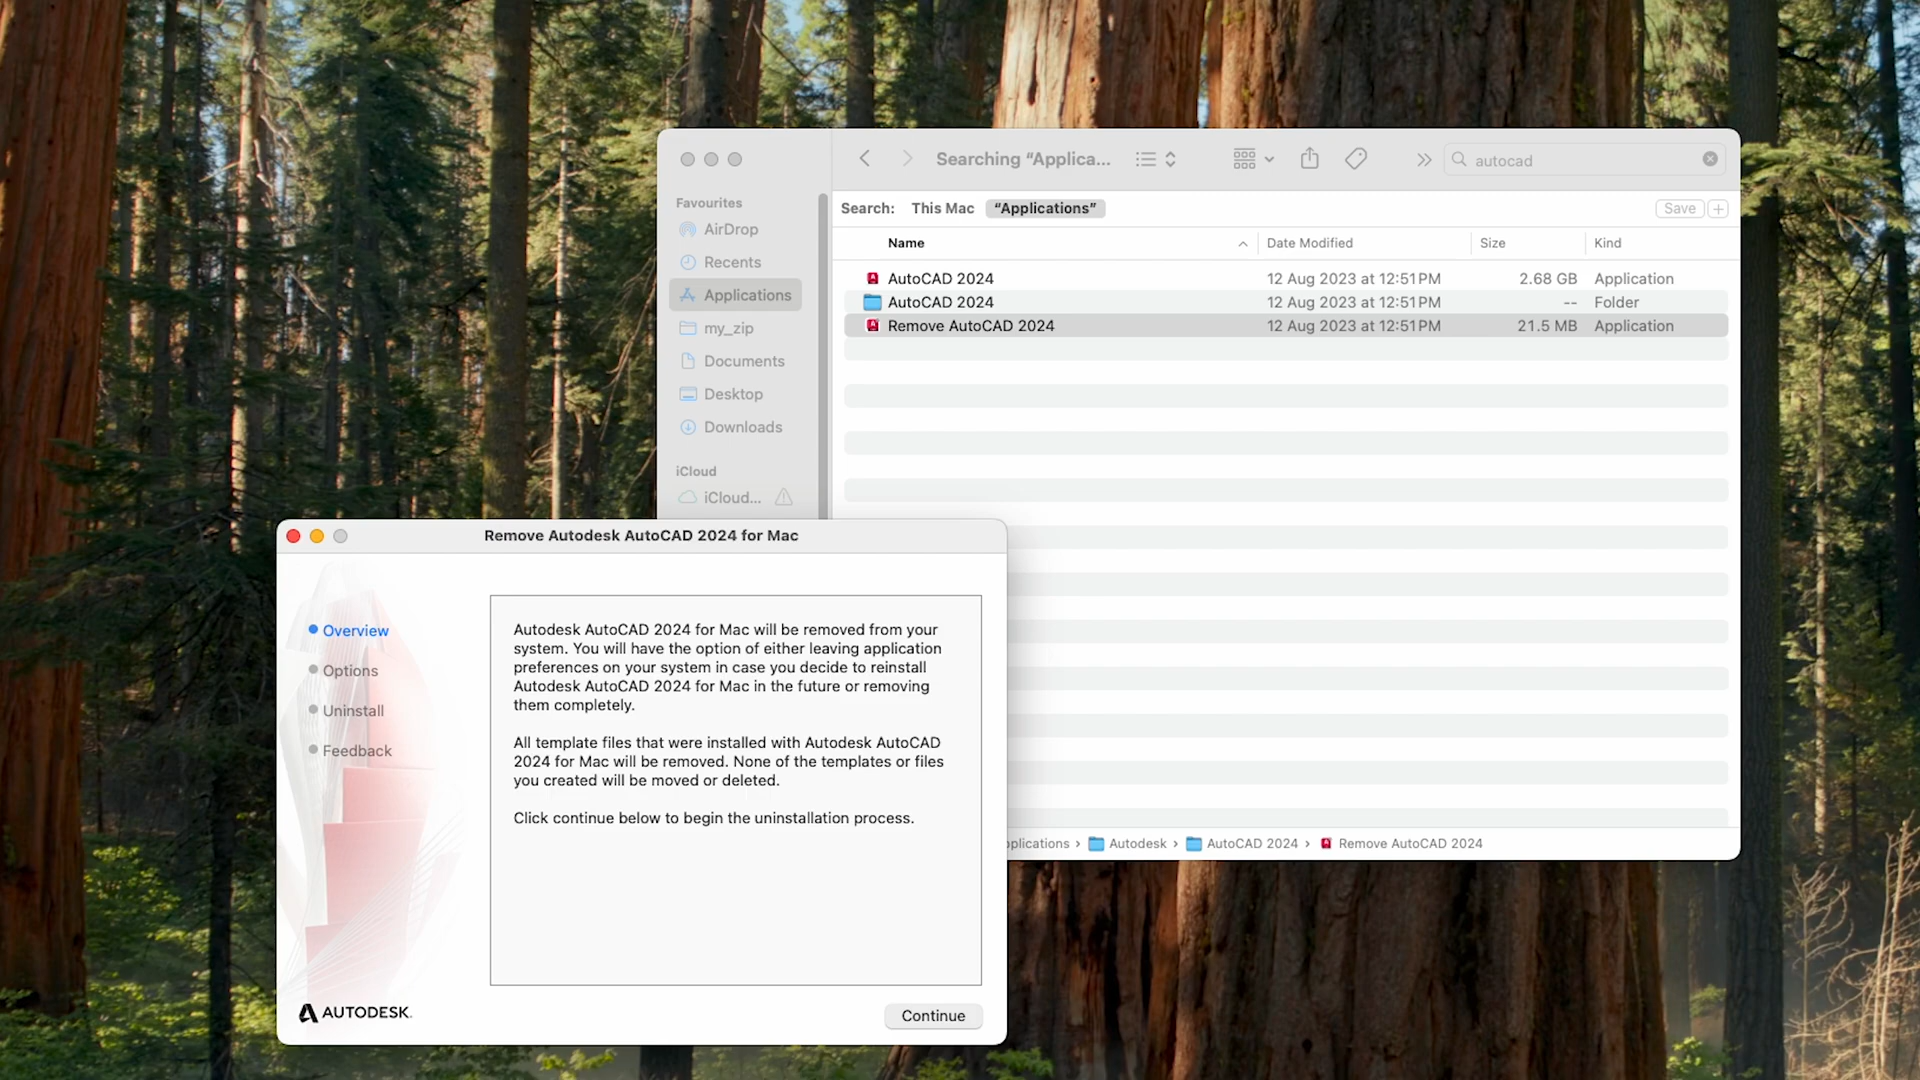 Searching “Applica...
autocad
Favourites
AirDrop
Recents
Applications
my_zip
Documents
Desktop
Downloads
iCloud
iCloud...
Search: This Mac “Applications” Save
Name Date Modified Size Kind
AutoCAD 2024 12 Aug 2023 at 12:51 PM 2.68 GB Application
AutoCAD 2024 12 Aug 2023 at 12:51 PM -- Folder
Remove AutoCAD 2024 12 Aug 2023 at 12:51 PM 21.5 MB Application
pplications › Autodesk › AutoCAD 2024 › Remove AutoCAD 2024
Remove Autodesk AutoCAD 2024 for Mac
Overview
Options
Uninstall
Feedback
Autodesk AutoCAD 2024 for Mac will be removed from your
system. You will have the option of either leaving application
preferences on your system in case you decide to reinstall
Autodesk AutoCAD 2024 for Mac in the future or removing
them completely.
All template files that were installed with Autodesk AutoCAD
2024 for Mac will be removed. None of the templates or files
you created will be moved or deleted.
Click continue below to begin the uninstallation process.
AUTODESK.
Continue